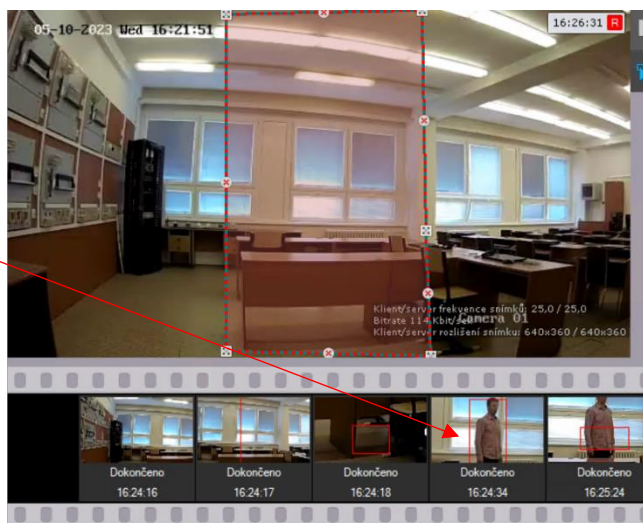 05-10-2023 Wed 16:21:51
16:26:31 R
Klient/server frekvence snímků: 25,0 / 25,0
Bitrate 114 Kbit/sec
Camera 01
Klient/server rozlišení snímku: 640x360 / 640x360
Dokončeno
16:24:16
Dokončeno
16:24:17
Dokončeno
16:24:18
Dokončeno
16:24:34
Dokončeno
16:25:24